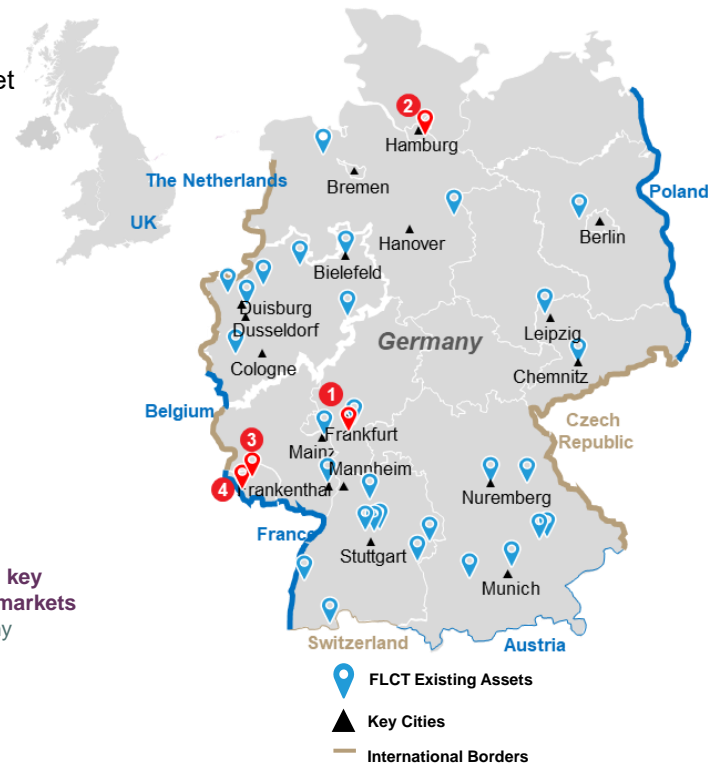 et
2
Hamburg
Bremen
The Netherlands
Poland
UK
Berlin
Hanover
Bielefeld
Duisburg
Dusseldorf
Leipzig
Germany
Cologne
Chemnitz
1
Belgium
Czech
Republic
Frankfurt
3
Mainz
Mannheim
4
Frankenthal
Nuremberg
France
Stuttgart
key
Munich
markets
Switzerland
Austria
FLCT Existing Assets
Key Cities
International Borders